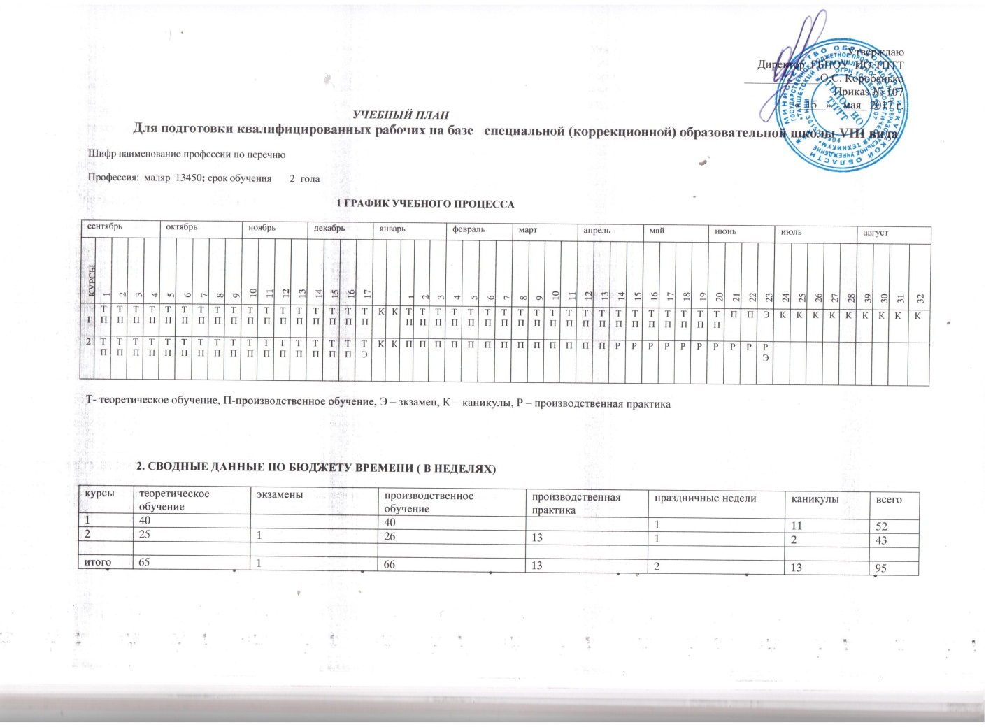 Утверждаю
Директор ГБПОУ ИО ТПТТ
О.С. Коробанько
Приказ № 107
« 15 » мая 2017 г.
УЧЕБНЫЙ ПЛАН
Для подготовки квалифицированных рабочих на базе специальной (коррекционной) образовательной школы VIII вида
Шифр наименование профессии по перечню
Профессия: маляр 13450; срок обучения 2 года
1 ГРАФИК УЧЕБНОГО ПРОЦЕССА
сентябрь октябрь ноябрь декабрь январь февраль март апрель май июнь июль август
КУРСЫ 1 2 3 4 5 6 7 8 9 10 11 12 13 14 15 16 17 1 2 3 4 5 6 7 8 9 10 11 12 13 14 15 16 17 18 19 20 21 22 23 24 25 26 27 28 39 30 31 32
Т Т Т Т Т Т Т Т Т Т Т Т Т Т Т Т Т К К Т Т Т Т Т Т Т Т Т Т Т Т Т Т Т Т Т Т Т Т П П Э К К К К К К К К К
1 П П П П П П П П П П П П П П П П П П П П П П П П П П П П П П П П П П П П П
2 Т Т Т Т Т Т Т Т Т Т Т Т Т Т Т Т Т К К П П П П П П П П П П П П П Р Р Р Р Р Р Р Р Р Р
П П П П П П П П П П П П П П П П Э Э
Т- теоретическое обучение, П-производственное обучение, Э – зкзамен, К – каникулы, Р – производственная практика
2. СВОДНЫЕ ДАННЫЕ ПО БЮДЖЕТУ ВРЕМЕНИ ( В НЕДЕЛЯХ)
курсы теоретическое обучение экзамены производственное обучение производственная практика праздничные недели каникулы всего
1 40 40 1 11 52
2 25 1 26 13 1 2 43
итого 65 1 66 13 2 13 95
ГБПОУ ИО
ТПТТ